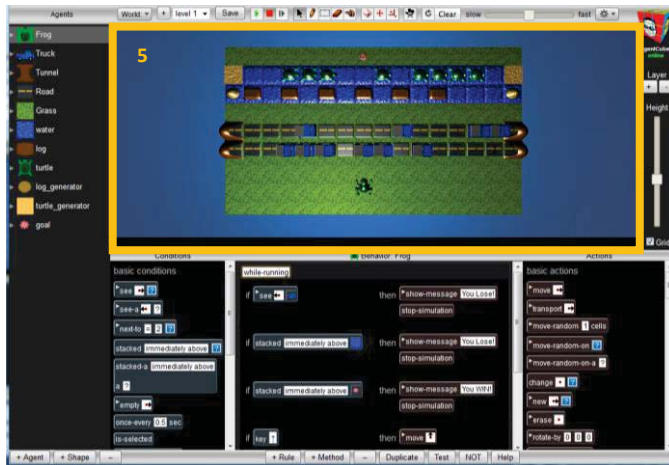 Agents World: + level 1 Save Clear slow fast
Frog
Truck
Tunnel
Road
Grass
water
log
turtle
log_generator
turtle_generator
goal
5
AgentCubes
online
Layer
+ -
Height
Grid
Conditions Behavior: Frog Actions
basic conditions
see ?
see-a ?
next-to = 2 ?
stacked immediately above ?
stacked-a immediately above
a ?
empty
once-every 0.5 sec
is-selected
while-running
if see then show-message You Lose!
stop-simulation
if stacked immediately above then show-message You Lose!
stop-simulation
if stacked immediately above then show-message You WIN!
stop-simulation
if key then move
basic actions
move
transport
move-random 1 cells
move-random-on ?
move-random-on-a ?
change ?
new ?
erase
rotate-by 0 0 0
+ Agent + Shape - + Rule + Method - Duplicate Test NOT Help